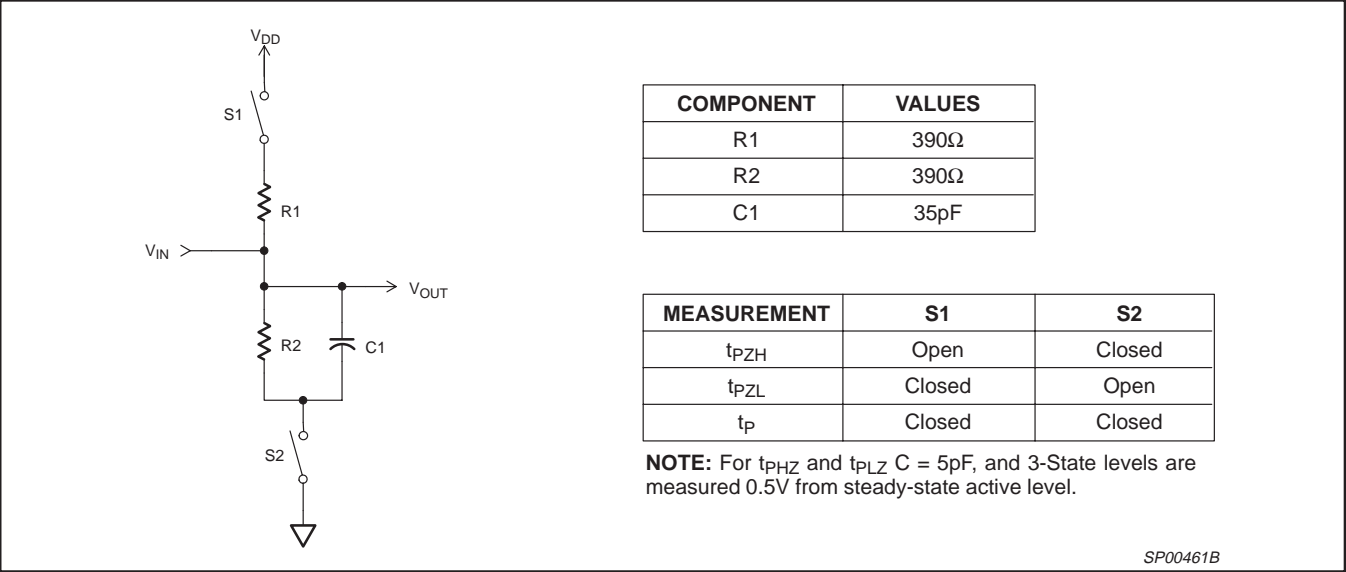 VDD
S1
R1
VIN
VOUT
R2
C1
S2
COMPONENT VALUES
R1 390Ω
R2 390Ω
C1 35pF
MEASUREMENT S1 S2
tPZH Open Closed
tPZL Closed Open
tP Closed Closed
NOTE: For tPHZ and tPLZ C = 5pF, and 3-State levels are
measured 0.5V from steady-state active level.
SP00461B